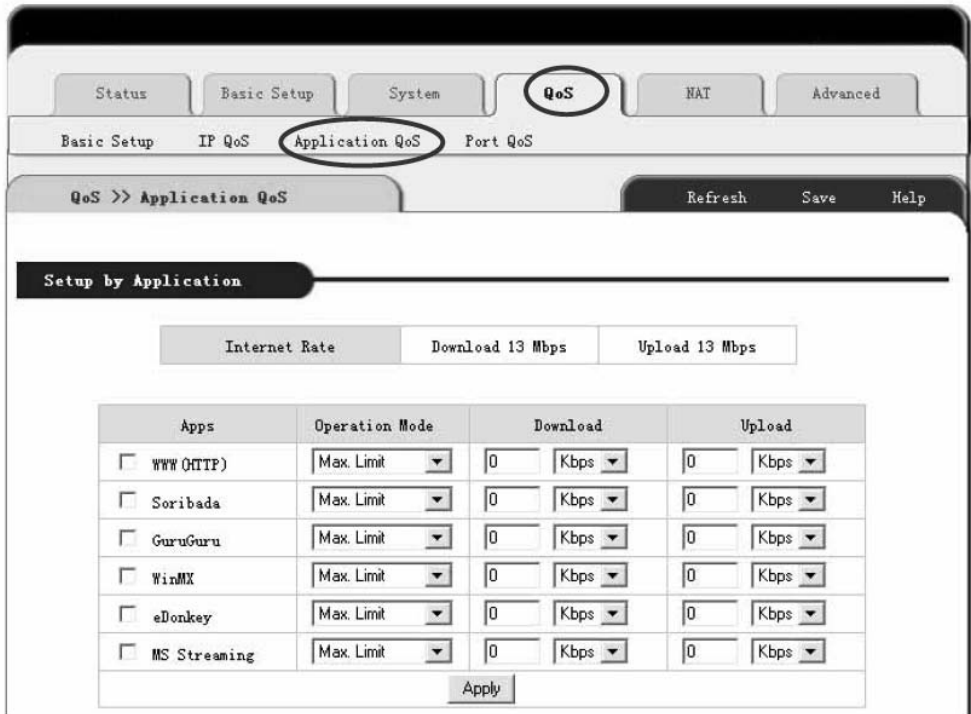 Status Basic Setup System QoS NAT Advanced
Basic Setup IP QoS Application QoS Port QoS
QoS >> Application QoS Refresh Save Help
Setup by Application
Internet Rate Download 13 Mbps Upload 13 Mbps
Apps Operation Mode Download Upload
WWW(HTTP) Max. Limit 0 Kbps 0 Kbps
Soribada Max. Limit 0 Kbps 0 Kbps
GuruGuru Max. Limit 0 Kbps 0 Kbps
WinMX Max. Limit 0 Kbps 0 Kbps
eDonkey Max. Limit 0 Kbps 0 Kbps
MS Streaming Max. Limit 0 Kbps 0 Kbps
Apply